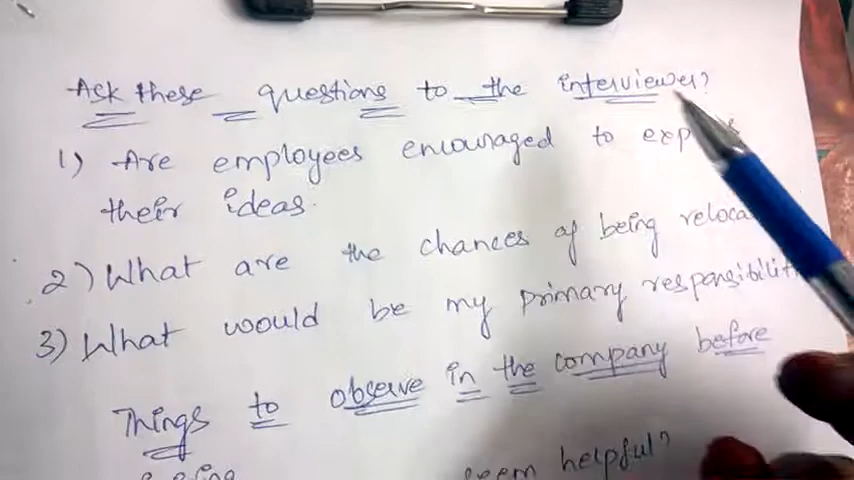 Ask these questions to the interviewer?
1) Are employees encouraged to
their ideas.
2) What are the chances of being
3) What would be my primary
Things to observe in the company before
seem helpful?